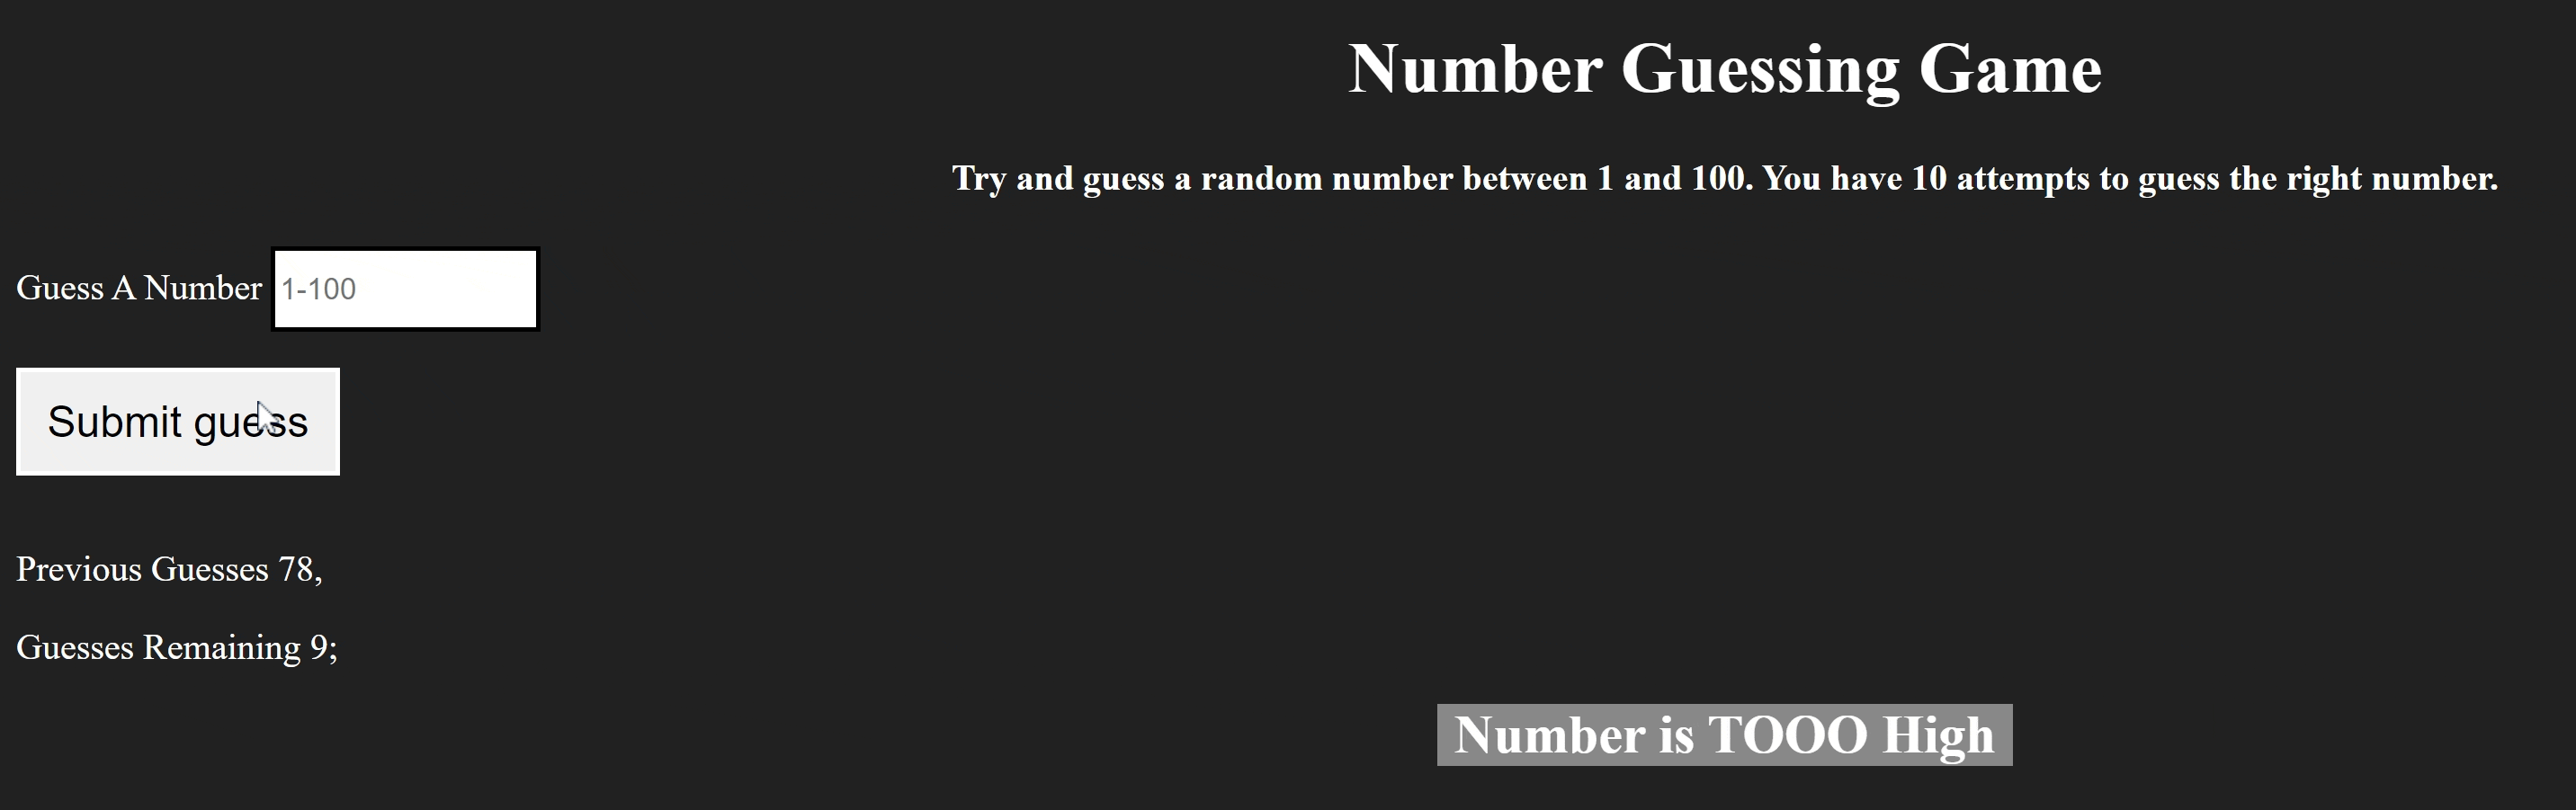 Number Guessing Game
Try and guess a random number between 1 and 100. You have 10 attempts to guess the right number.
Guess A Number 1-100
Submit guess
Previous Guesses 78,
Guesses Remaining 9;
Number is TOOO High